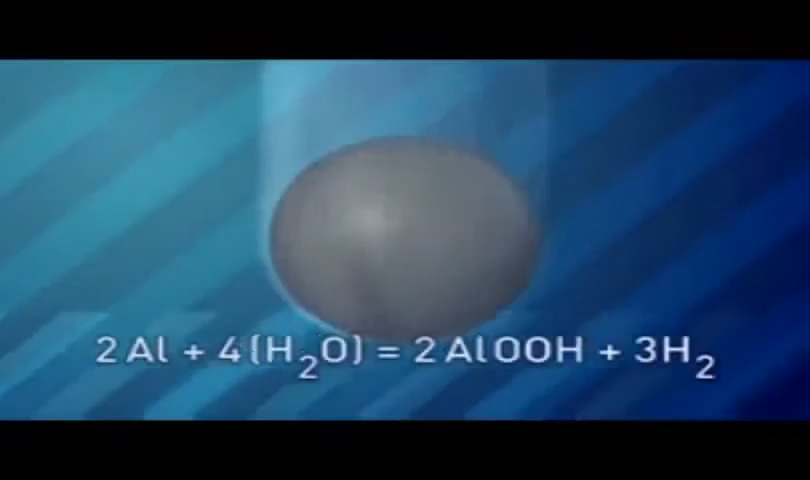 2 Al + 4(H₂O) = 2 AlOOH + 3H₂